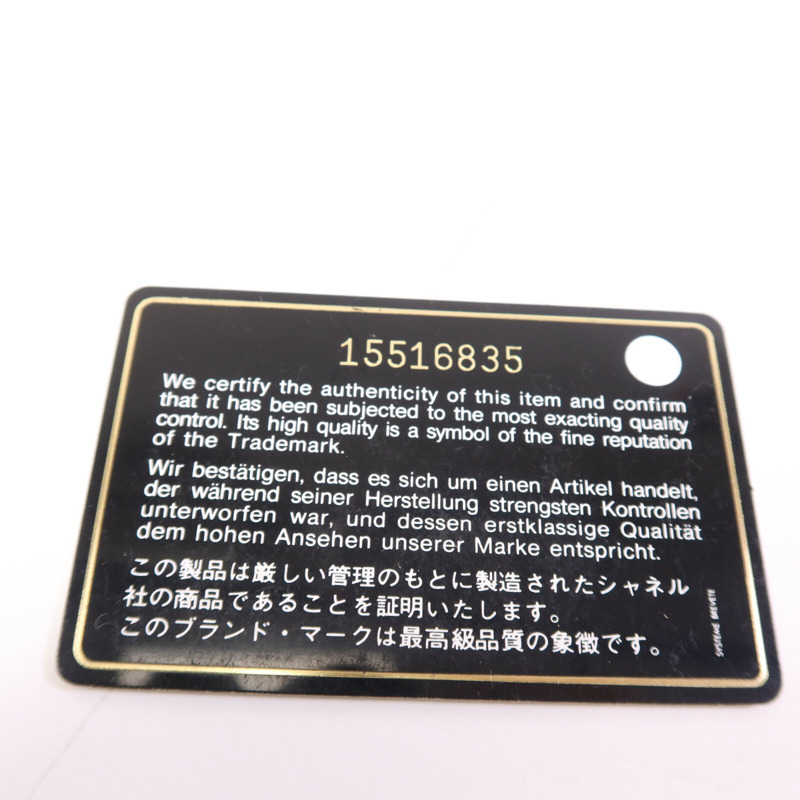 15516835
We certify the authenticity of this item and confirm
that it has been subjected to the most exacting quality
control. Its high quality is a symbol of the fine reputation
of the Trademark.
Wir bestätigen, dass es sich um einen Artikel handelt,
der während seiner Herstellung strengsten Kontrollen
unterworfen war, und dessen erstklassige Qualität
dem hohen Ansehen unserer Marke entspricht.
この製品は厳しい管理のもとに製造されたシャネル
社の商品であることを証明いたします。
このブランド・マークは最高級品質の象徴です。
SYSTEME BREVETE